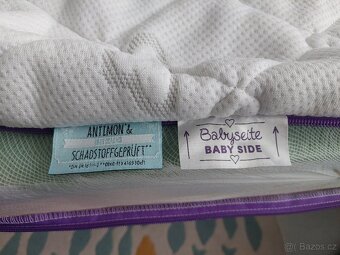 ANTIMON*&
SCHADSTOFFGEPRÜFT**
Babyseite
BABY SIDE
Bazos.cz